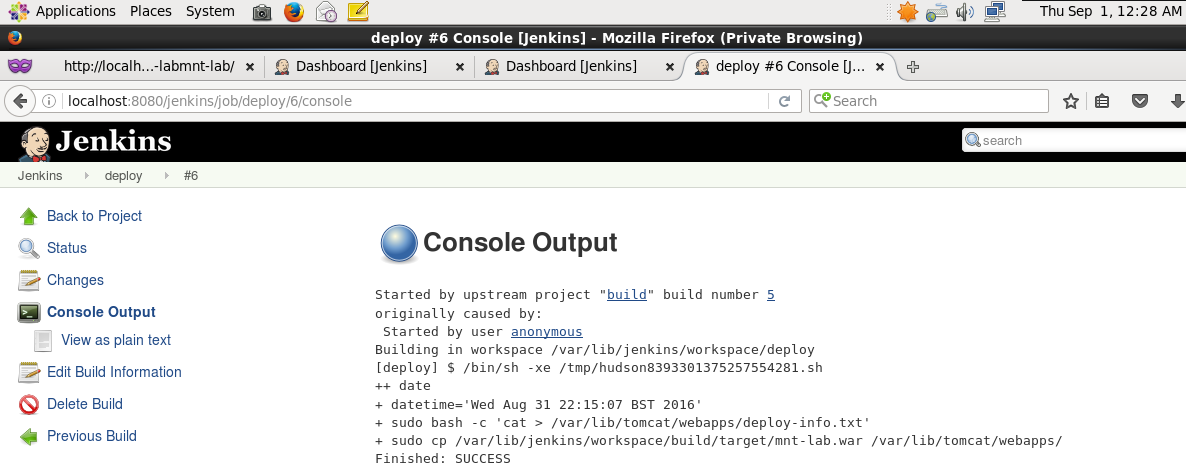 Applications Places System Thu Sep 1, 12:28 AM
deploy #6 Console [Jenkins] - Mozilla Firefox (Private Browsing)
http://localh...-labmnt-lab/ Dashboard [Jenkins] Dashboard [Jenkins] deploy #6 Console [J...
localhost:8080/jenkins/job/deploy/6/console Search
Jenkins search
Jenkins deploy #6
Back to Project
Status
Changes
Console Output
View as plain text
Edit Build Information
Delete Build
Previous Build
Console Output
Started by upstream project "build" build number 5
originally caused by:
Started by user anonymous
Building in workspace /var/lib/jenkins/workspace/deploy
[deploy] $ /bin/sh -xe /tmp/hudson8393301375257554281.sh
++ date
+ datetime='Wed Aug 31 22:15:07 BST 2016'
+ sudo bash -c 'cat > /var/lib/tomcat/webapps/deploy-info.txt'
+ sudo cp /var/lib/jenkins/workspace/build/target/mnt-lab.war /var/lib/tomcat/webapps/
Finished: SUCCESS